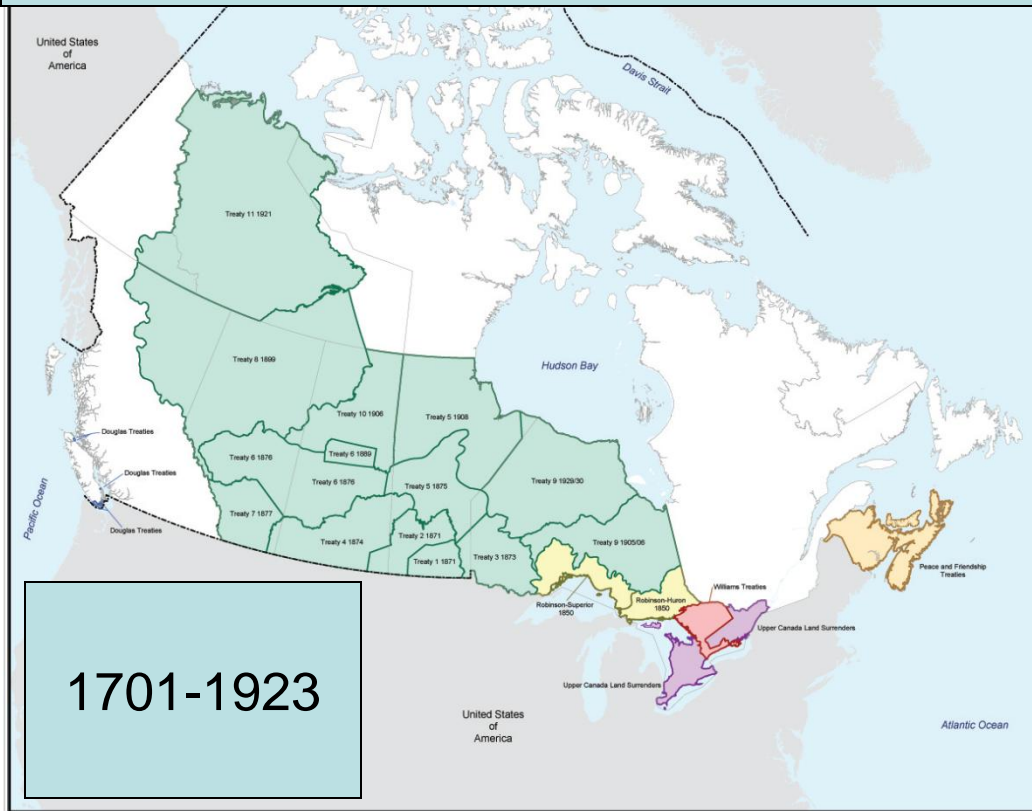 United States
of
America
Davis Strait
Treaty 11 1921
Treaty 8 1899
Hudson Bay
Treaty 10 1906
Treaty 5 1908
Douglas Treaties
Treaty 6 1876
Treaty 6 1889
Douglas Treaties
Treaty 6 1876
Treaty 5 1875
Treaty 9 1929/30
Pacific Ocean
Treaty 7 1877
Douglas Treaties
Treaty 4 1874
Treaty 2 1871
Treaty 9 1905/06
Treaty 3 1873
Treaty 1 1871
Peace and Friendship
Treaties
Williams Treaties
Robinson-Superior
1850
Robinson-Huron
1850
Upper Canada Land Surrenders
Upper Canada Land Surrenders
1701-1923
United States
of
America
Atlantic Ocean